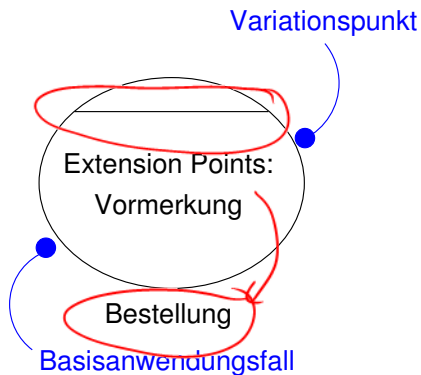 Variationspunkt
Extension Points:
Vormerkung
Bestellung
Basisanwendungsfall